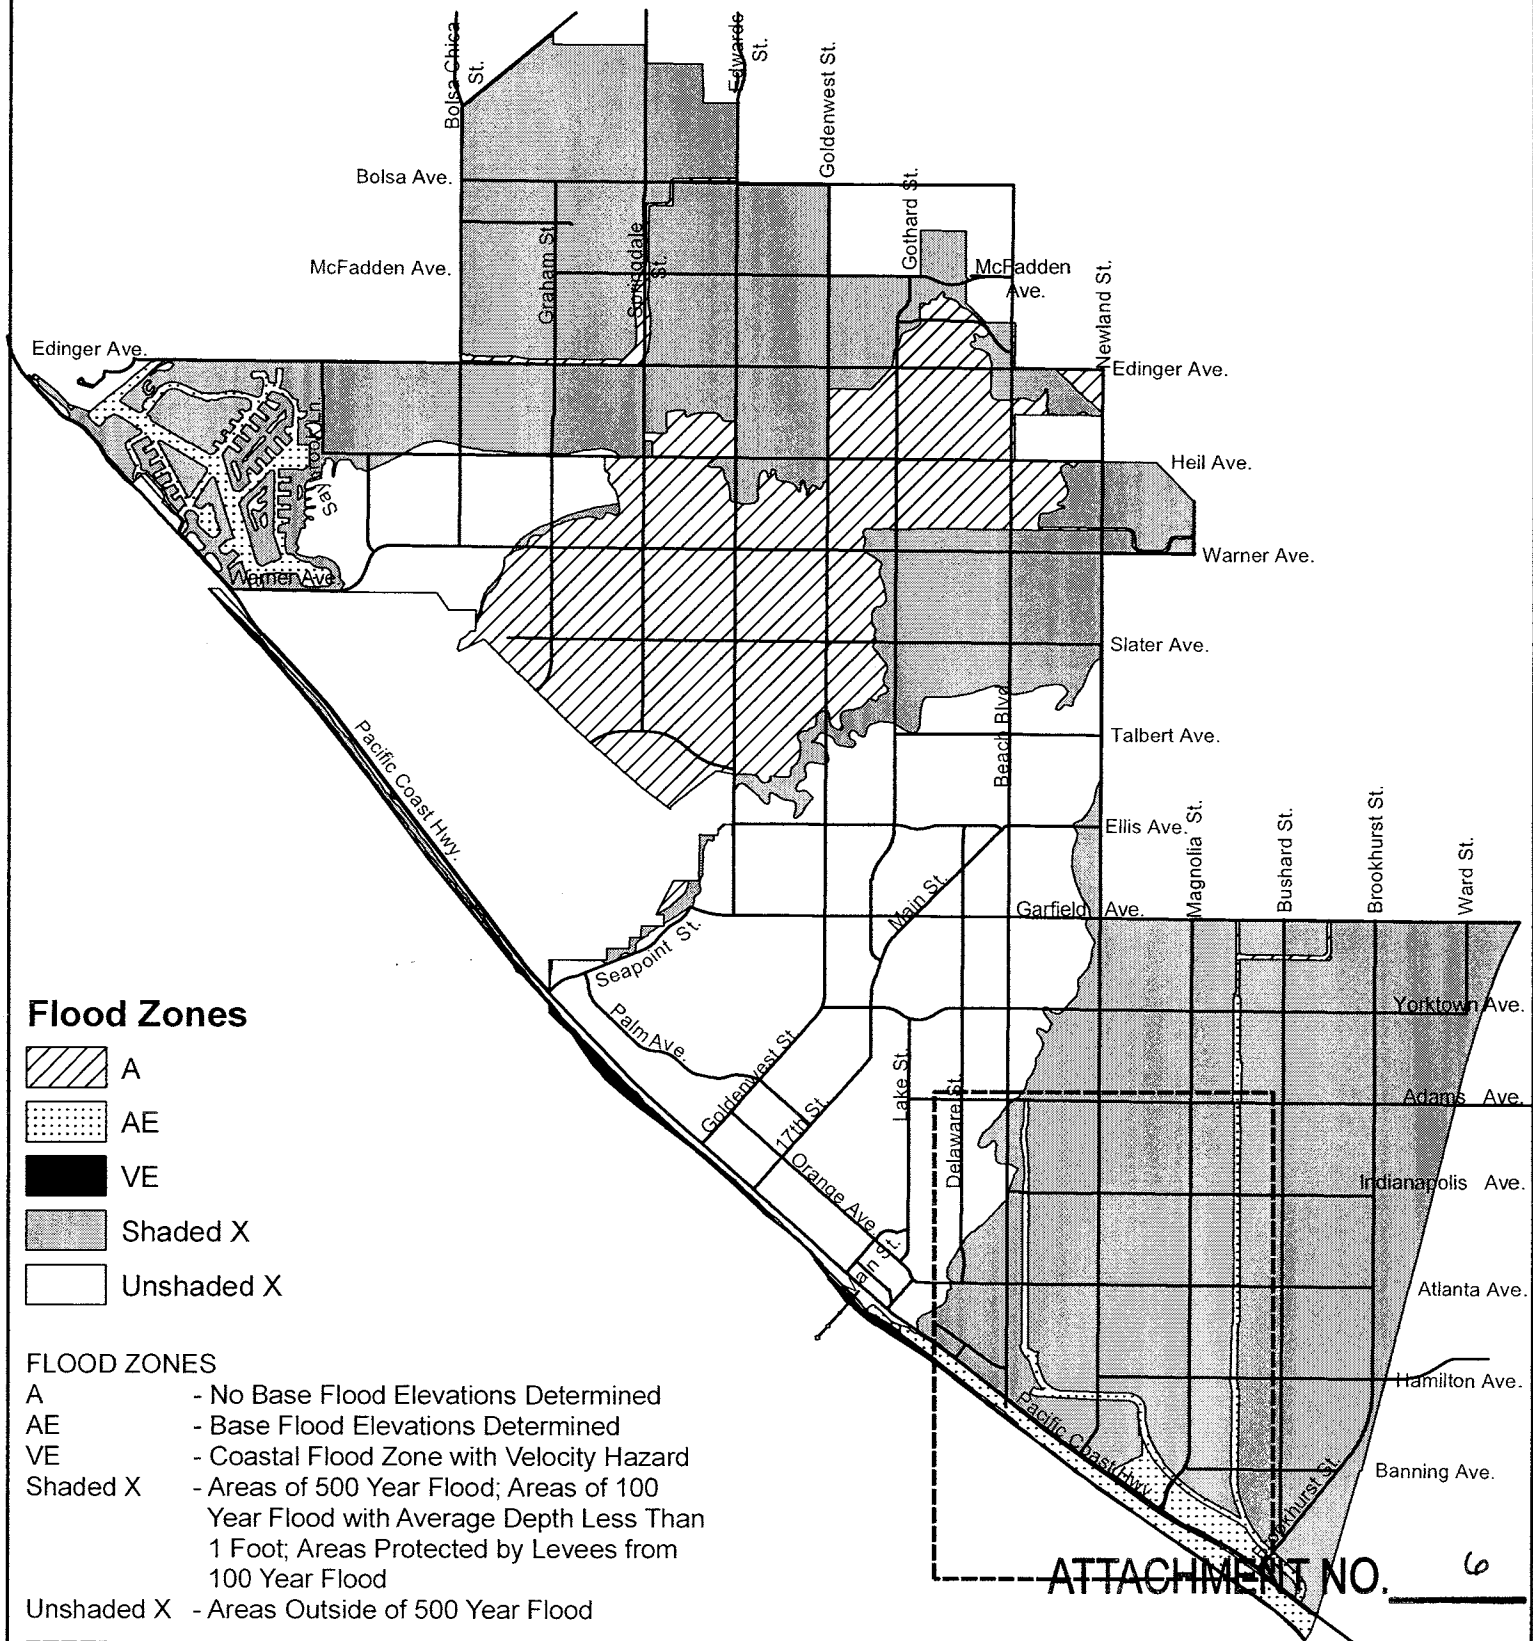 Bolsa Chica St.
Edwards St.
Goldenwest St.
Bolsa Ave.
Gothard St.
McFadden Ave.
Graham St.
Springdale St.
McFadden Ave.
Newland St.
Edinger Ave.
Edinger Ave.
Saybrook Ln
Heil Ave.
Warner Ave.
Warner Ave
Slater Ave.
Beach Blvd
Talbert Ave.
Pacific Coast Hwy.
Ellis Ave.
Magnolia St.
Bushard St.
Brookhurst St.
Ward St.
Main St.
Garfield Ave.
Seapoint St.
Palm Ave.
Yorktown Ave.
Goldenwest St
Lake St.
Delaware St.
17th St.
Adams Ave.
Orange Ave
Indianapolis Ave.
Main St.
Atlanta Ave.
Hamilton Ave.
Pacific Coast Hwy
Banning Ave.
Brookhurst St.
Flood Zones
A
AE
VE
Shaded X
Unshaded X
FLOOD ZONES
A - No Base Flood Elevations Determined
AE - Base Flood Elevations Determined
VE - Coastal Flood Zone with Velocity Hazard
Shaded X - Areas of 500 Year Flood; Areas of 100
Year Flood with Average Depth Less Than
1 Foot; Areas Protected by Levees from
100 Year Flood
Unshaded X - Areas Outside of 500 Year Flood
ATTACHMENT NO. 6